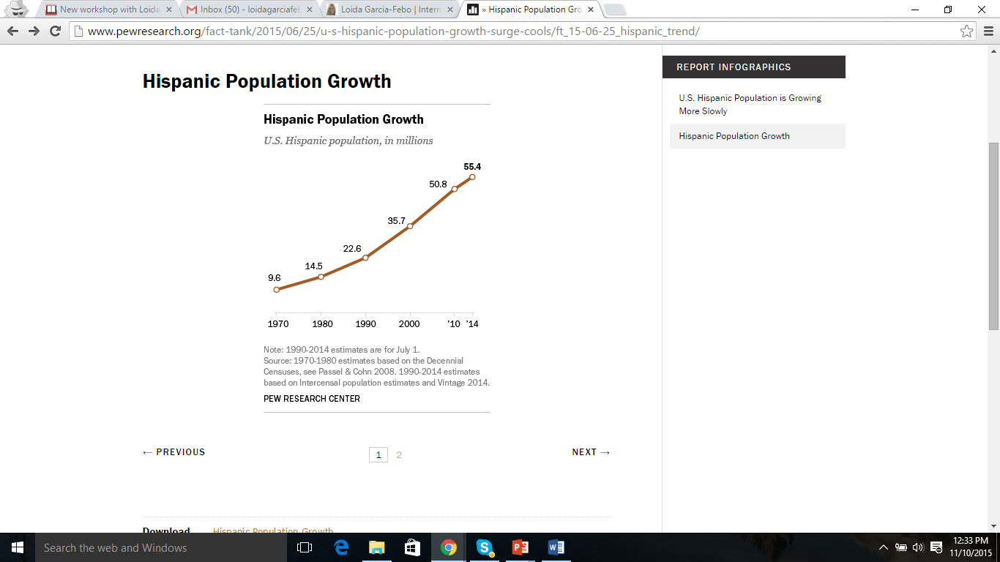 New workshop with Loida
Inbox (50) - loidagarciafeb
Loida Garcia-Febo | Intern
» Hispanic Population Gro
www.pewresearch.org/fact-tank/2015/06/25/u-s-hispanic-population-growth-surge-cools/ft_15-06-25_hispanic_trend/
Hispanic Population Growth
Hispanic Population Growth
U.S. Hispanic population, in millions
55.4
50.8
35.7
22.6
14.5
9.6
1970 1980 1990 2000 '10 '14
Note: 1990-2014 estimates are for July 1.
Source: 1970-1980 estimates based on the Decennial
Censuses, see Passel & Cohn 2008. 1990-2014 estimates
based on Intercensal population estimates and Vintage 2014.
PEW RESEARCH CENTER
← PREVIOUS
1 2
NEXT →
Download Hispanic Population Growth
REPORT INFOGRAPHICS
U.S. Hispanic Population is Growing
More Slowly
Hispanic Population Growth
Search the web and Windows
12:33 PM
11/10/2015